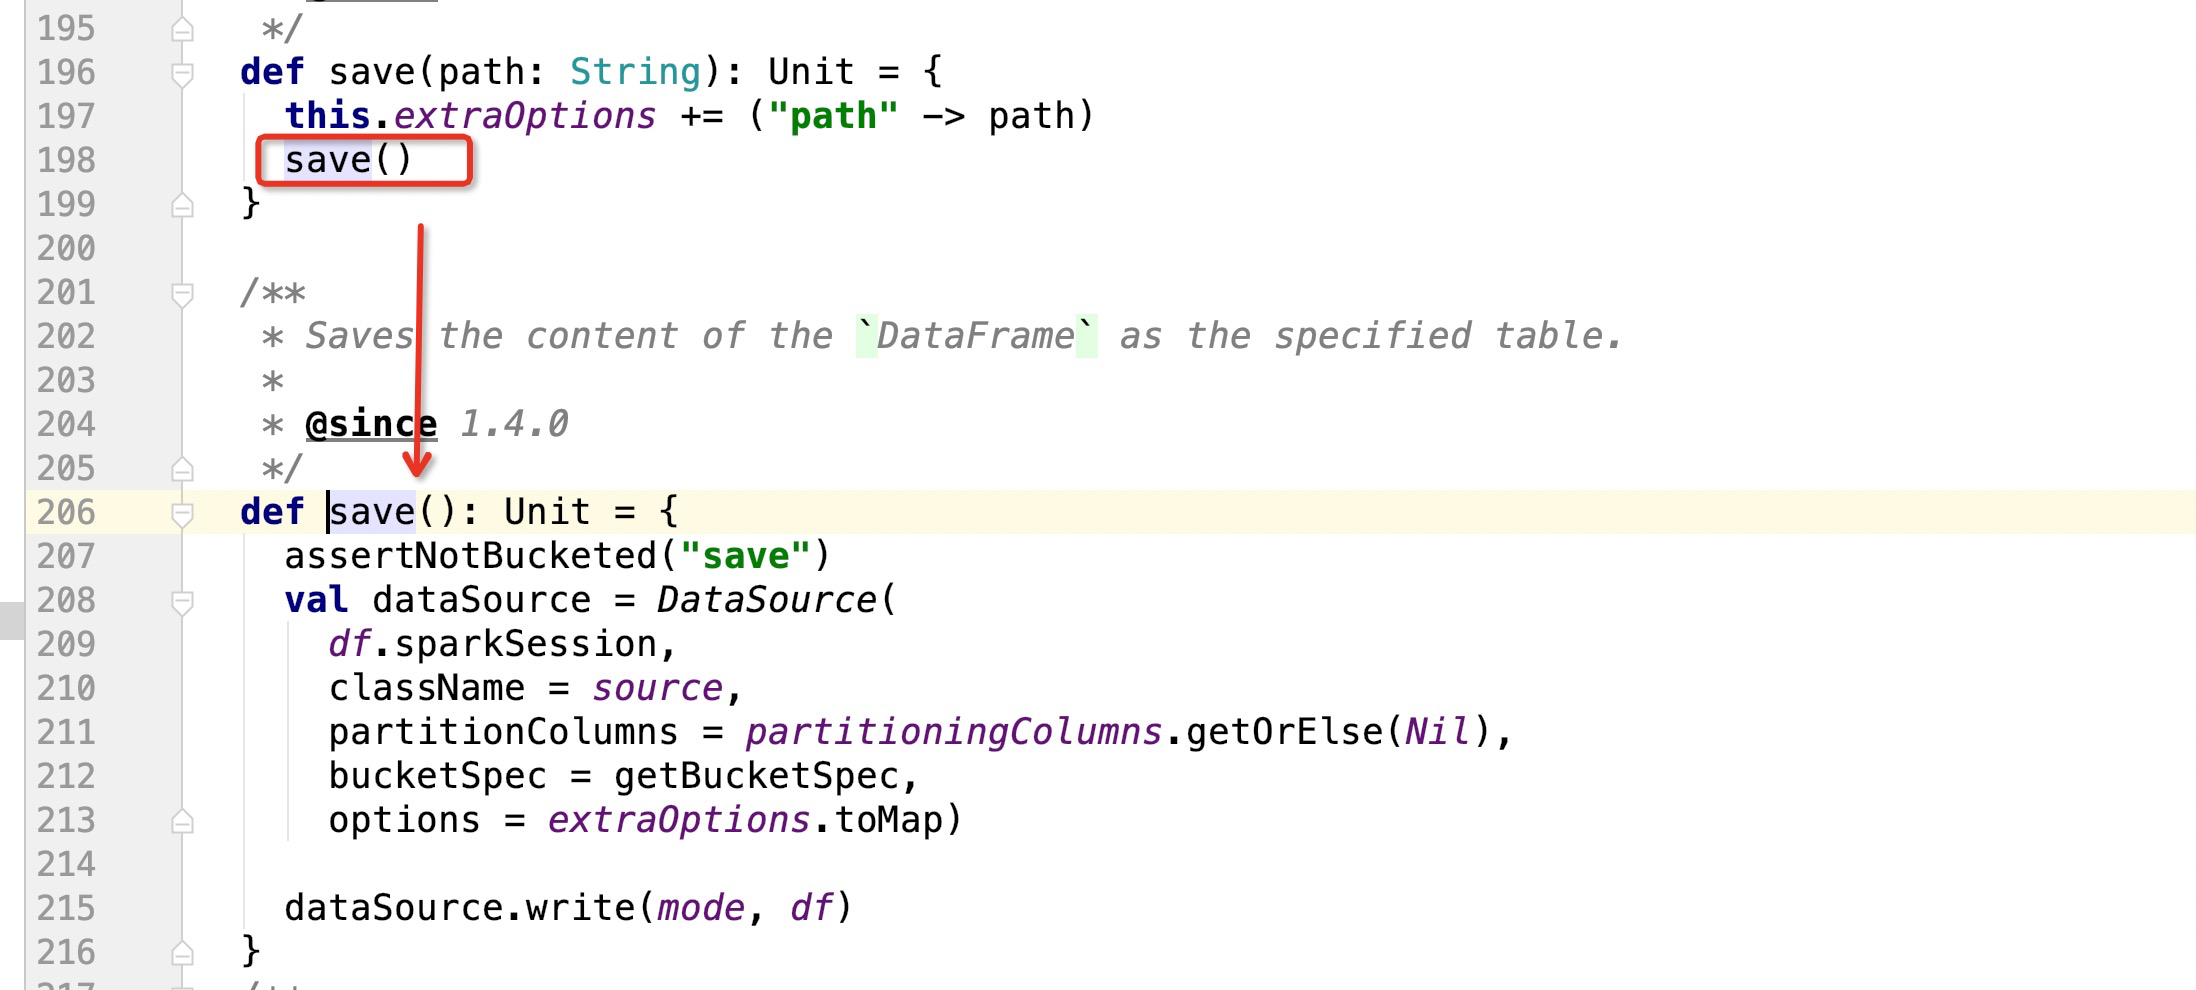 195 */
196 def save(path: String): Unit = {
197 this.extraOptions += ("path" -> path)
198 save()
199 }
200
201 /**
202 * Saves the content of the `DataFrame` as the specified table.
203 *
204 * @since 1.4.0
205 */
206 def save(): Unit = {
207 assertNotBucketed("save")
208 val dataSource = DataSource(
209 df.sparkSession,
210 className = source,
211 partitionColumns = partitioningColumns.getOrElse(Nil),
212 bucketSpec = getBucketSpec,
213 options = extraOptions.toMap)
214
215 dataSource.write(mode, df)
216 }
217 /**